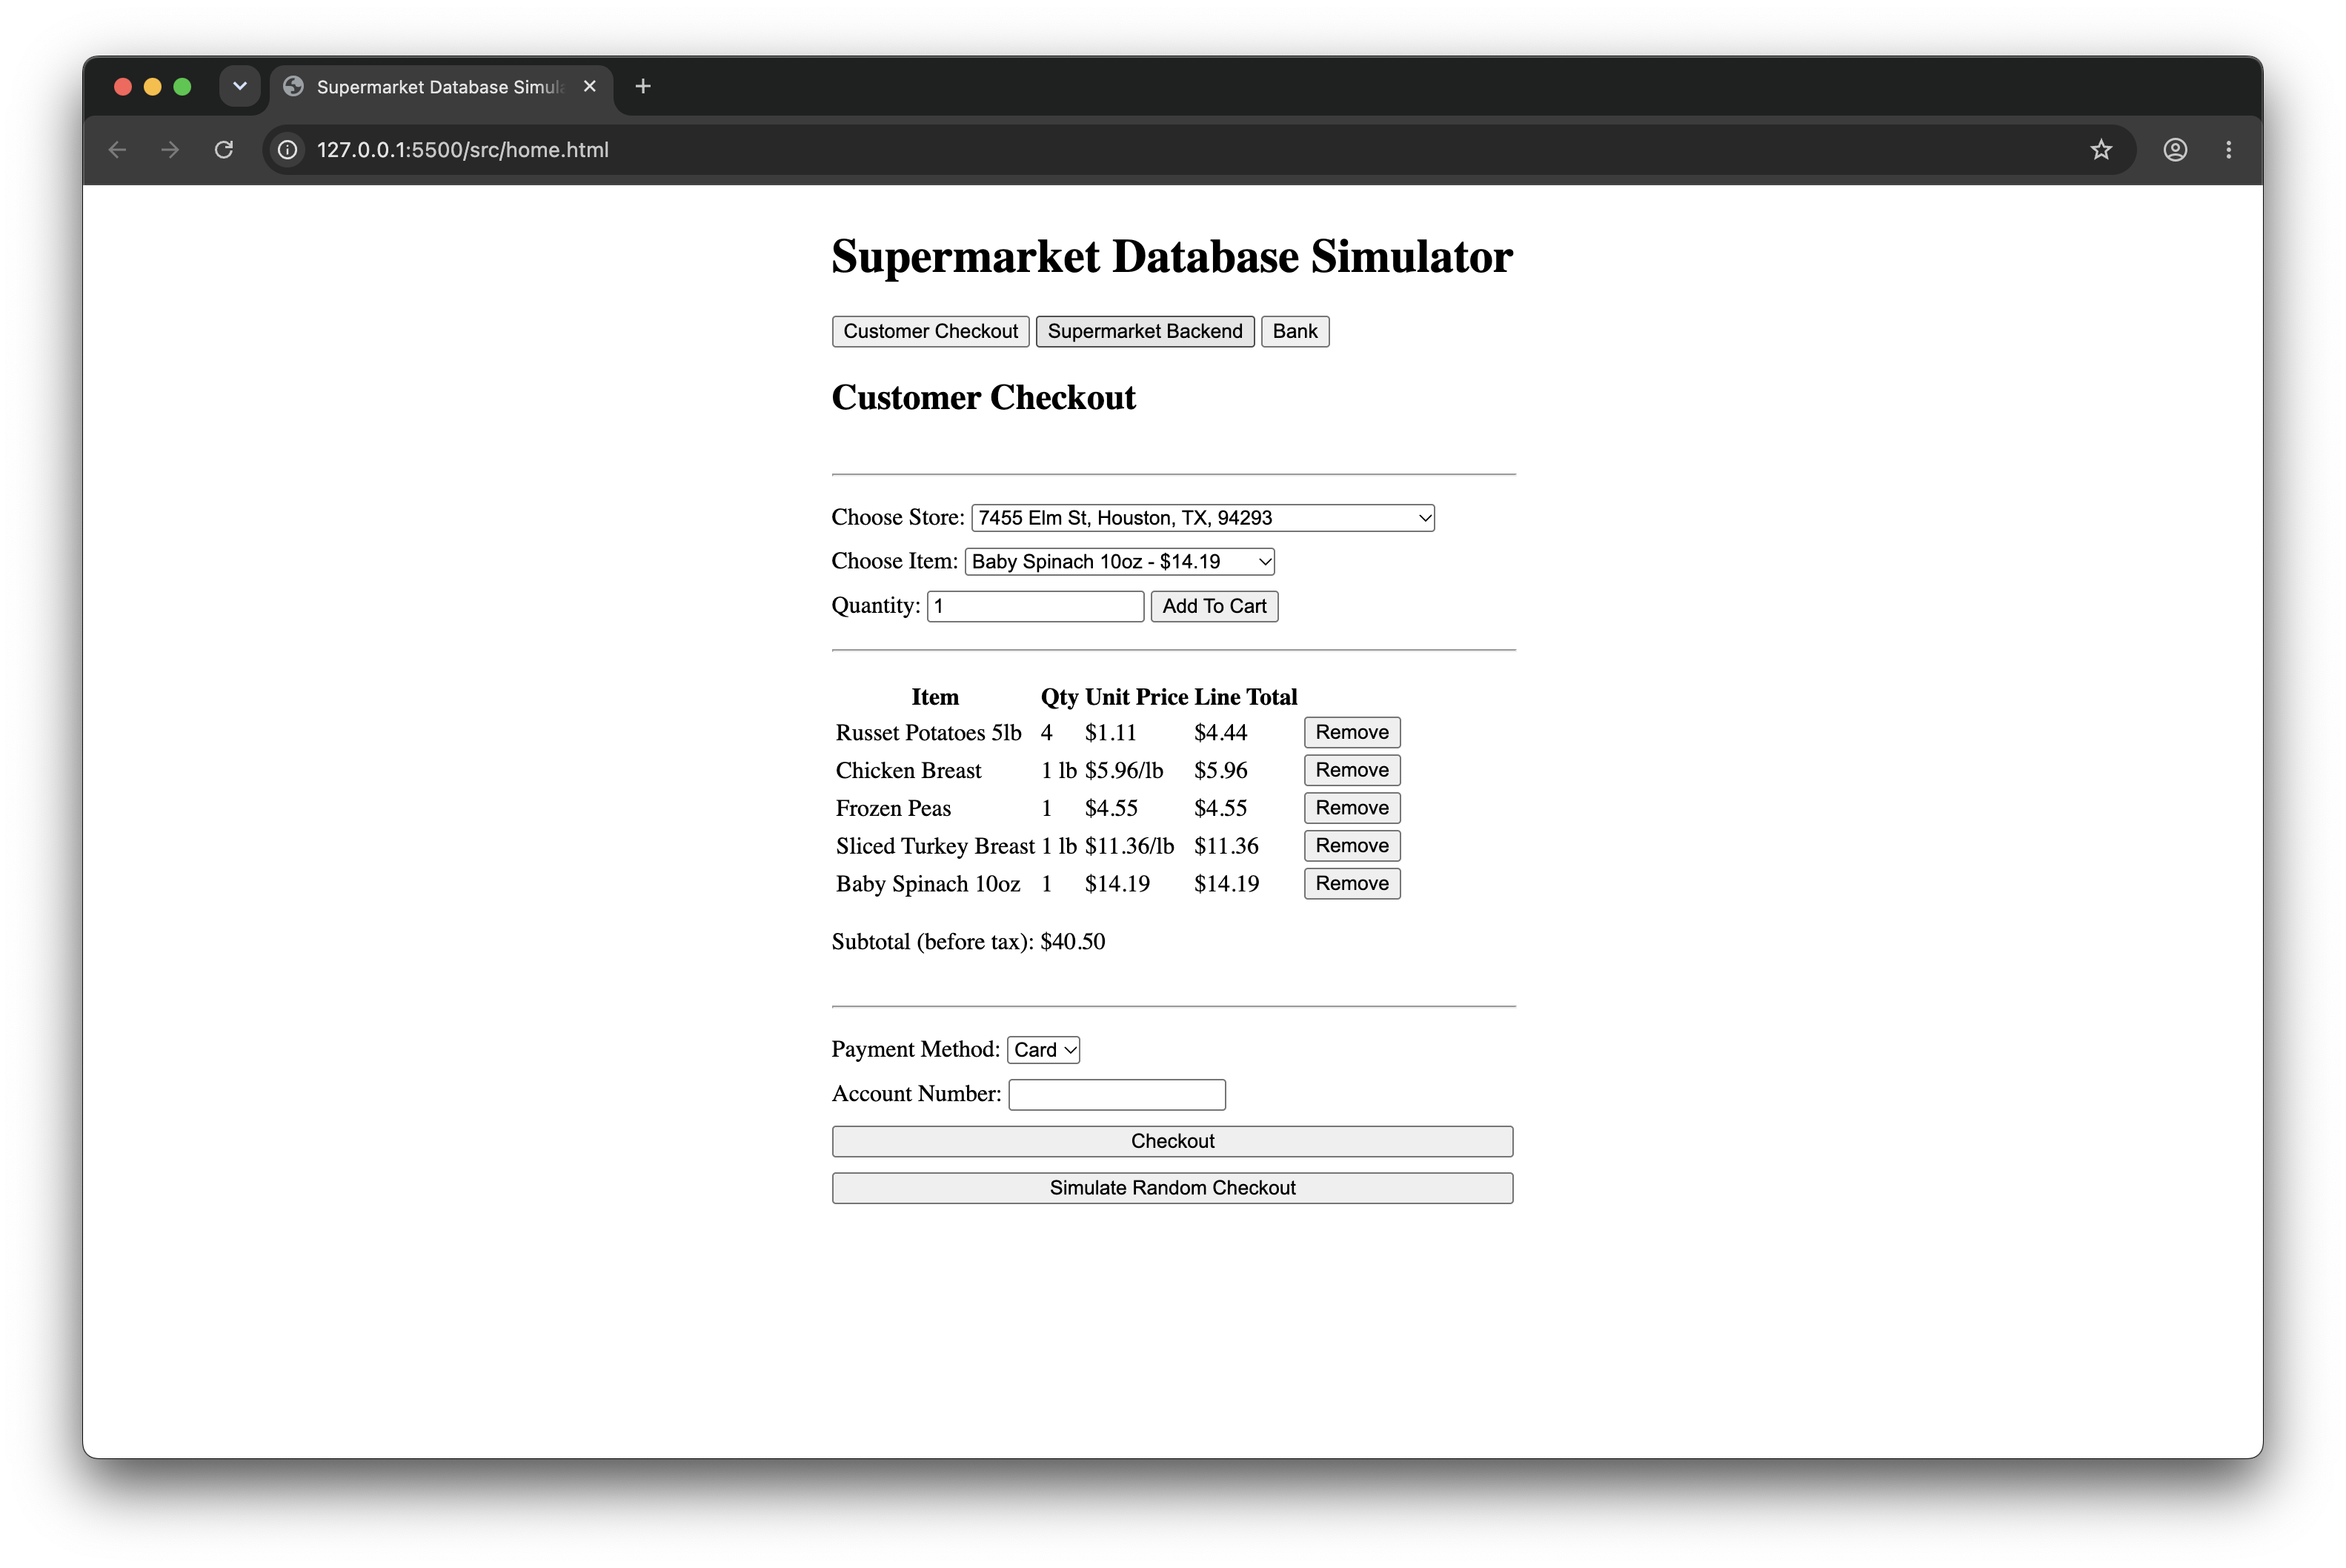 Supermarket Database Simula
127.0.0.1:5500/src/home.html
Supermarket Database Simulator
Customer Checkout Supermarket Backend Bank
Customer Checkout
Choose Store: 7455 Elm St, Houston, TX, 94293
Choose Item: Baby Spinach 10oz - $14.19
Quantity: 1 Add To Cart
Item Qty Unit Price Line Total
Russet Potatoes 5lb 4 $1.11 $4.44 Remove
Chicken Breast 1 lb $5.96/lb $5.96 Remove
Frozen Peas 1 $4.55 $4.55 Remove
Sliced Turkey Breast 1 lb $11.36/lb $11.36 Remove
Baby Spinach 10oz 1 $14.19 $14.19 Remove
Subtotal (before tax): $40.50
Payment Method: Card
Account Number:
Checkout
Simulate Random Checkout